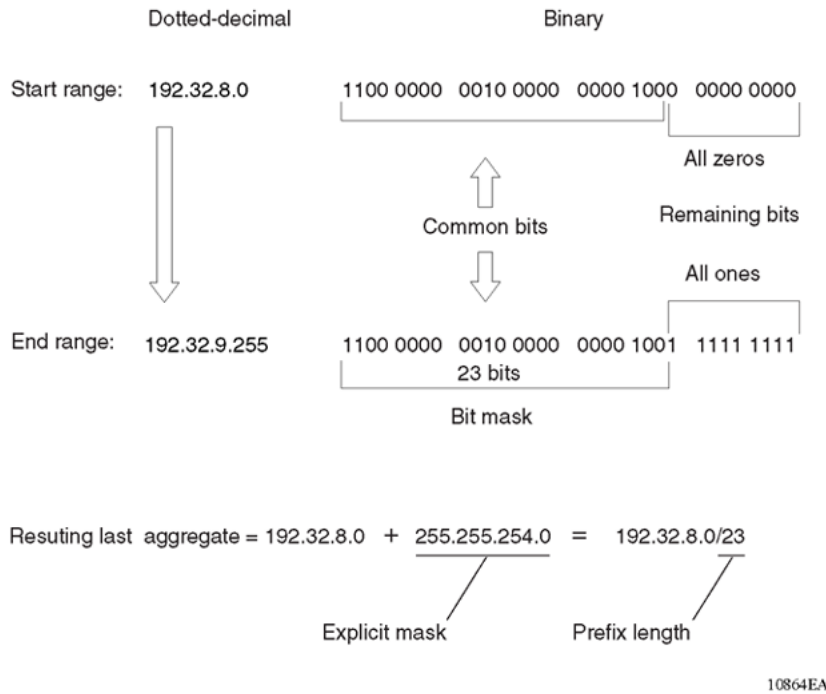 Dotted-decimal Binary
Start range: 192.32.8.0 1100 0000 0010 0000 0000 1000 0000 0000
All zeros
Common bits Remaining bits
All ones
End range: 192.32.9.255 1100 0000 0010 0000 0000 1001 1111 1111
23 bits
Bit mask
Resuting last aggregate = 192.32.8.0 + 255.255.254.0 = 192.32.8.0/23
Explicit mask Prefix length
10864EA